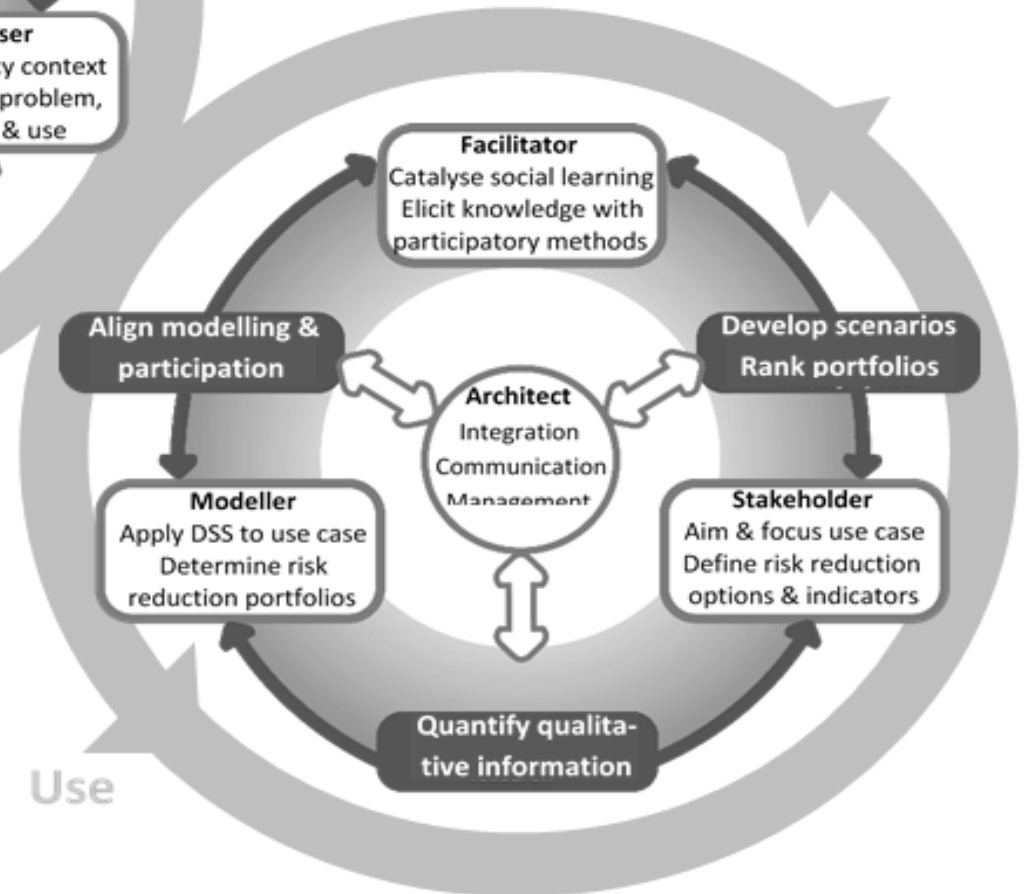 ser
y context
problem,
& use
Facilitator
Catalyse social learning
Elicit knowledge with
participatory methods
Align modelling &
participation
Develop scenarios
Rank portfolios
Architect
Integration
Communication
Management
Modeller
Apply DSS to use case
Determine risk
reduction portfolios
Stakeholder
Aim & focus use case
Define risk reduction
options & indicators
Quantify qualita-
tive information
Use